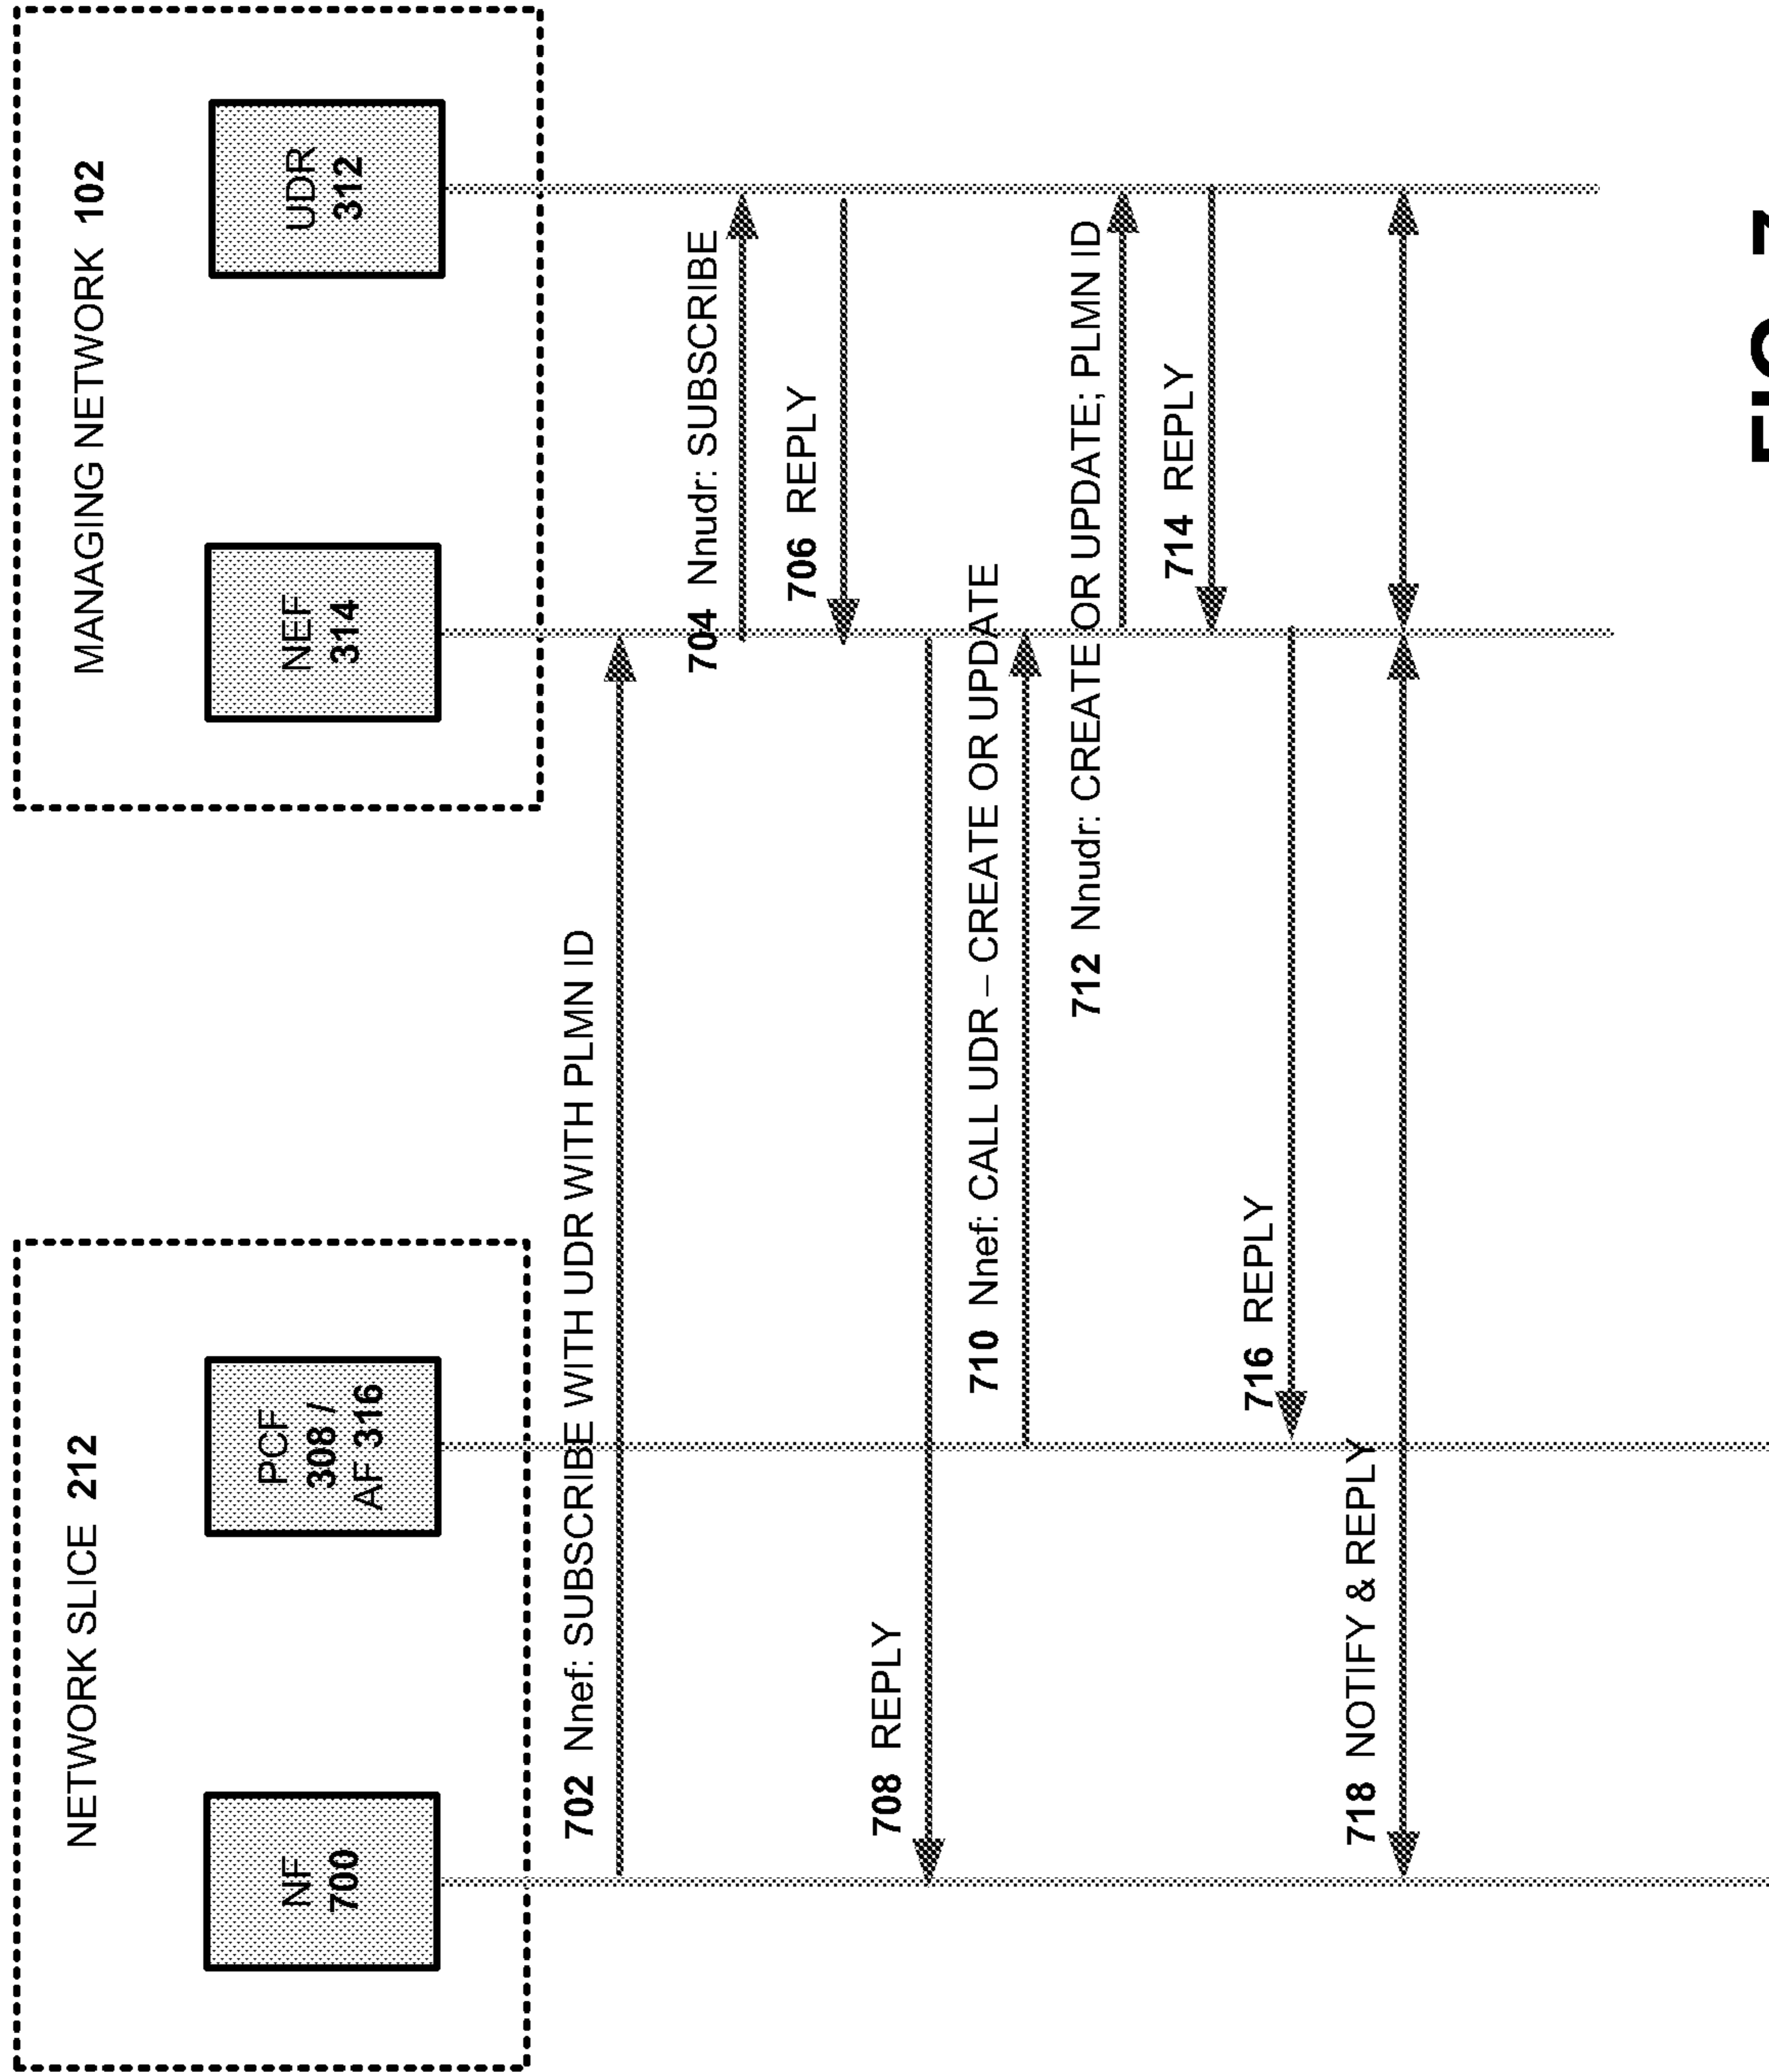 NETWORK SLICE 212
MANAGING NETWORK 102
NF
700
PCF
308 /
AF 316
NEF
314
UDR
312
702 Nnef: SUBSCRIBE WITH UDR WITH PLMN ID
704 Nnudr: SUBSCRIBE
706 REPLY
708 REPLY
710 Nnef: CALL UDR – CREATE OR UPDATE
712 Nnudr: CREATE OR UPDATE; PLMN ID
714 REPLY
716 REPLY
718 NOTIFY & REPLY